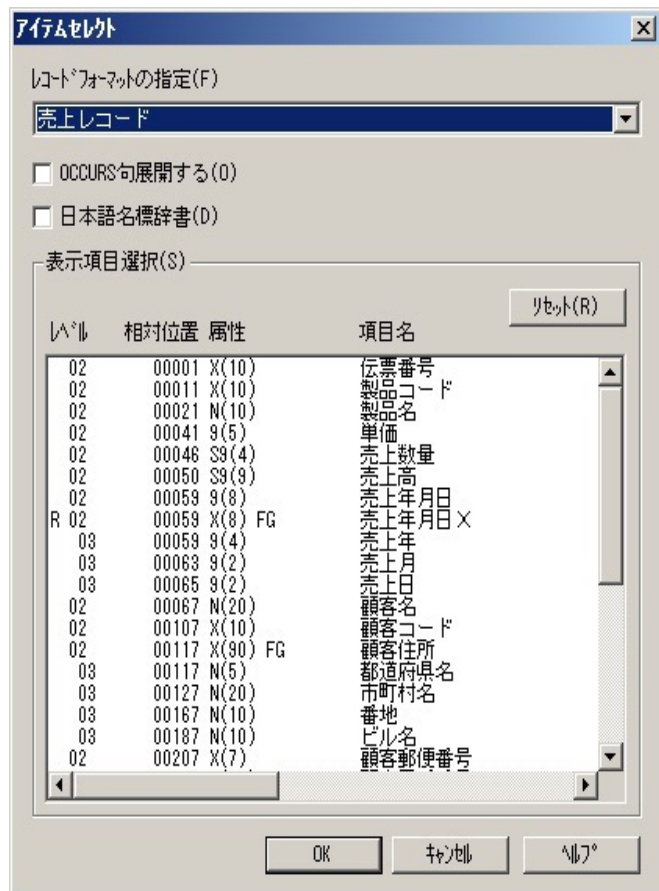 アイテムセレクト
レコードフォーマットの指定(F)
売上レコード
OCCURS句展開する(O)
日本語名標辞書(D)
表示項目選択(S)
リセット(R)
レベル 相対位置 属性 項目名
02 00001 X(10) 伝票番号
02 00011 X(10) 製品コード
02 00021 N(10) 製品名
02 00041 9(5) 単価
02 00046 S9(4) 売上数量
02 00050 S9(9) 売上高
02 00059 9(8) 売上年月日
R 02 00059 X(8) FG 売上年月日X
03 00059 9(4) 売上年
03 00063 9(2) 売上月
03 00065 9(2) 売上日
02 00067 N(20) 顧客名
02 00107 X(10) 顧客コード
02 00117 X(90) FG 顧客住所
03 00117 N(5) 都道府県名
03 00127 N(20) 市町村名
03 00167 N(10) 番地
03 00187 N(10) ビル名
02 00207 X(7) 顧客郵便番号
OK キャンセル ヘルプ